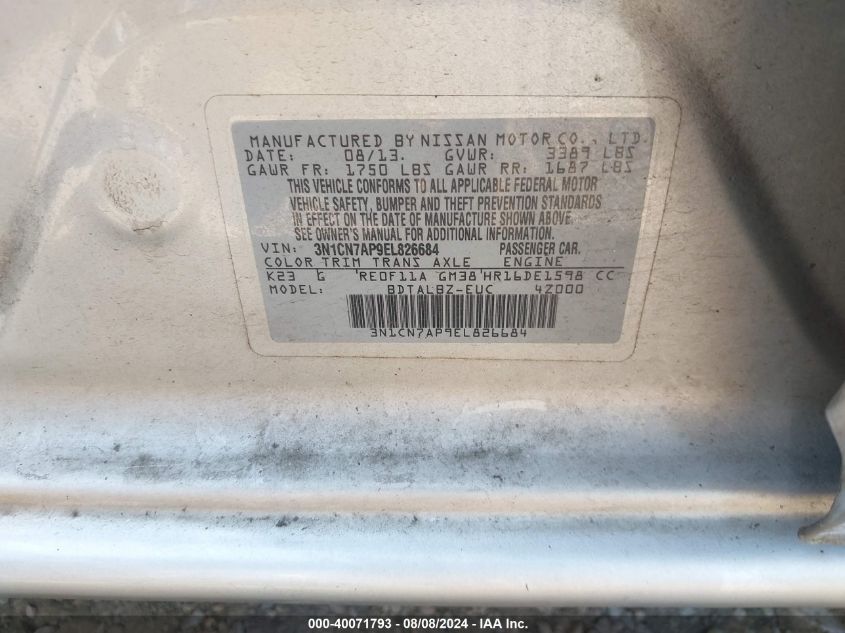 MANUFACTURED BY NISSAN MOTOR CO., LTD.
DATE: 08/13. GVWR: 3389 LBS
GAWR FR: 1750 LBS GAWR RR: 1687 LBS
THIS VEHICLE CONFORMS TO ALL APPLICABLE FEDERAL MOTOR
VEHICLE SAFETY, BUMPER AND THEFT PREVENTION STANDARDS
IN EFFECT ON THE DATE OF MANUFACTURE SHOWN ABOVE.
SEE OWNER'S MANUAL FOR ADDITIONAL INFORMATION.
VIN: 3N1CN7AP9EL826684 PASSENGER CAR.
COLOR TRIM TRANS AXLE ENGINE
K23 G RE0F11A GM38 HR16DE1598 CC
MODEL: BDTALBZ-EUC 42000
3N1CN7AP9EL826684
000-40071793 - 08/08/2024 - IAA Inc.